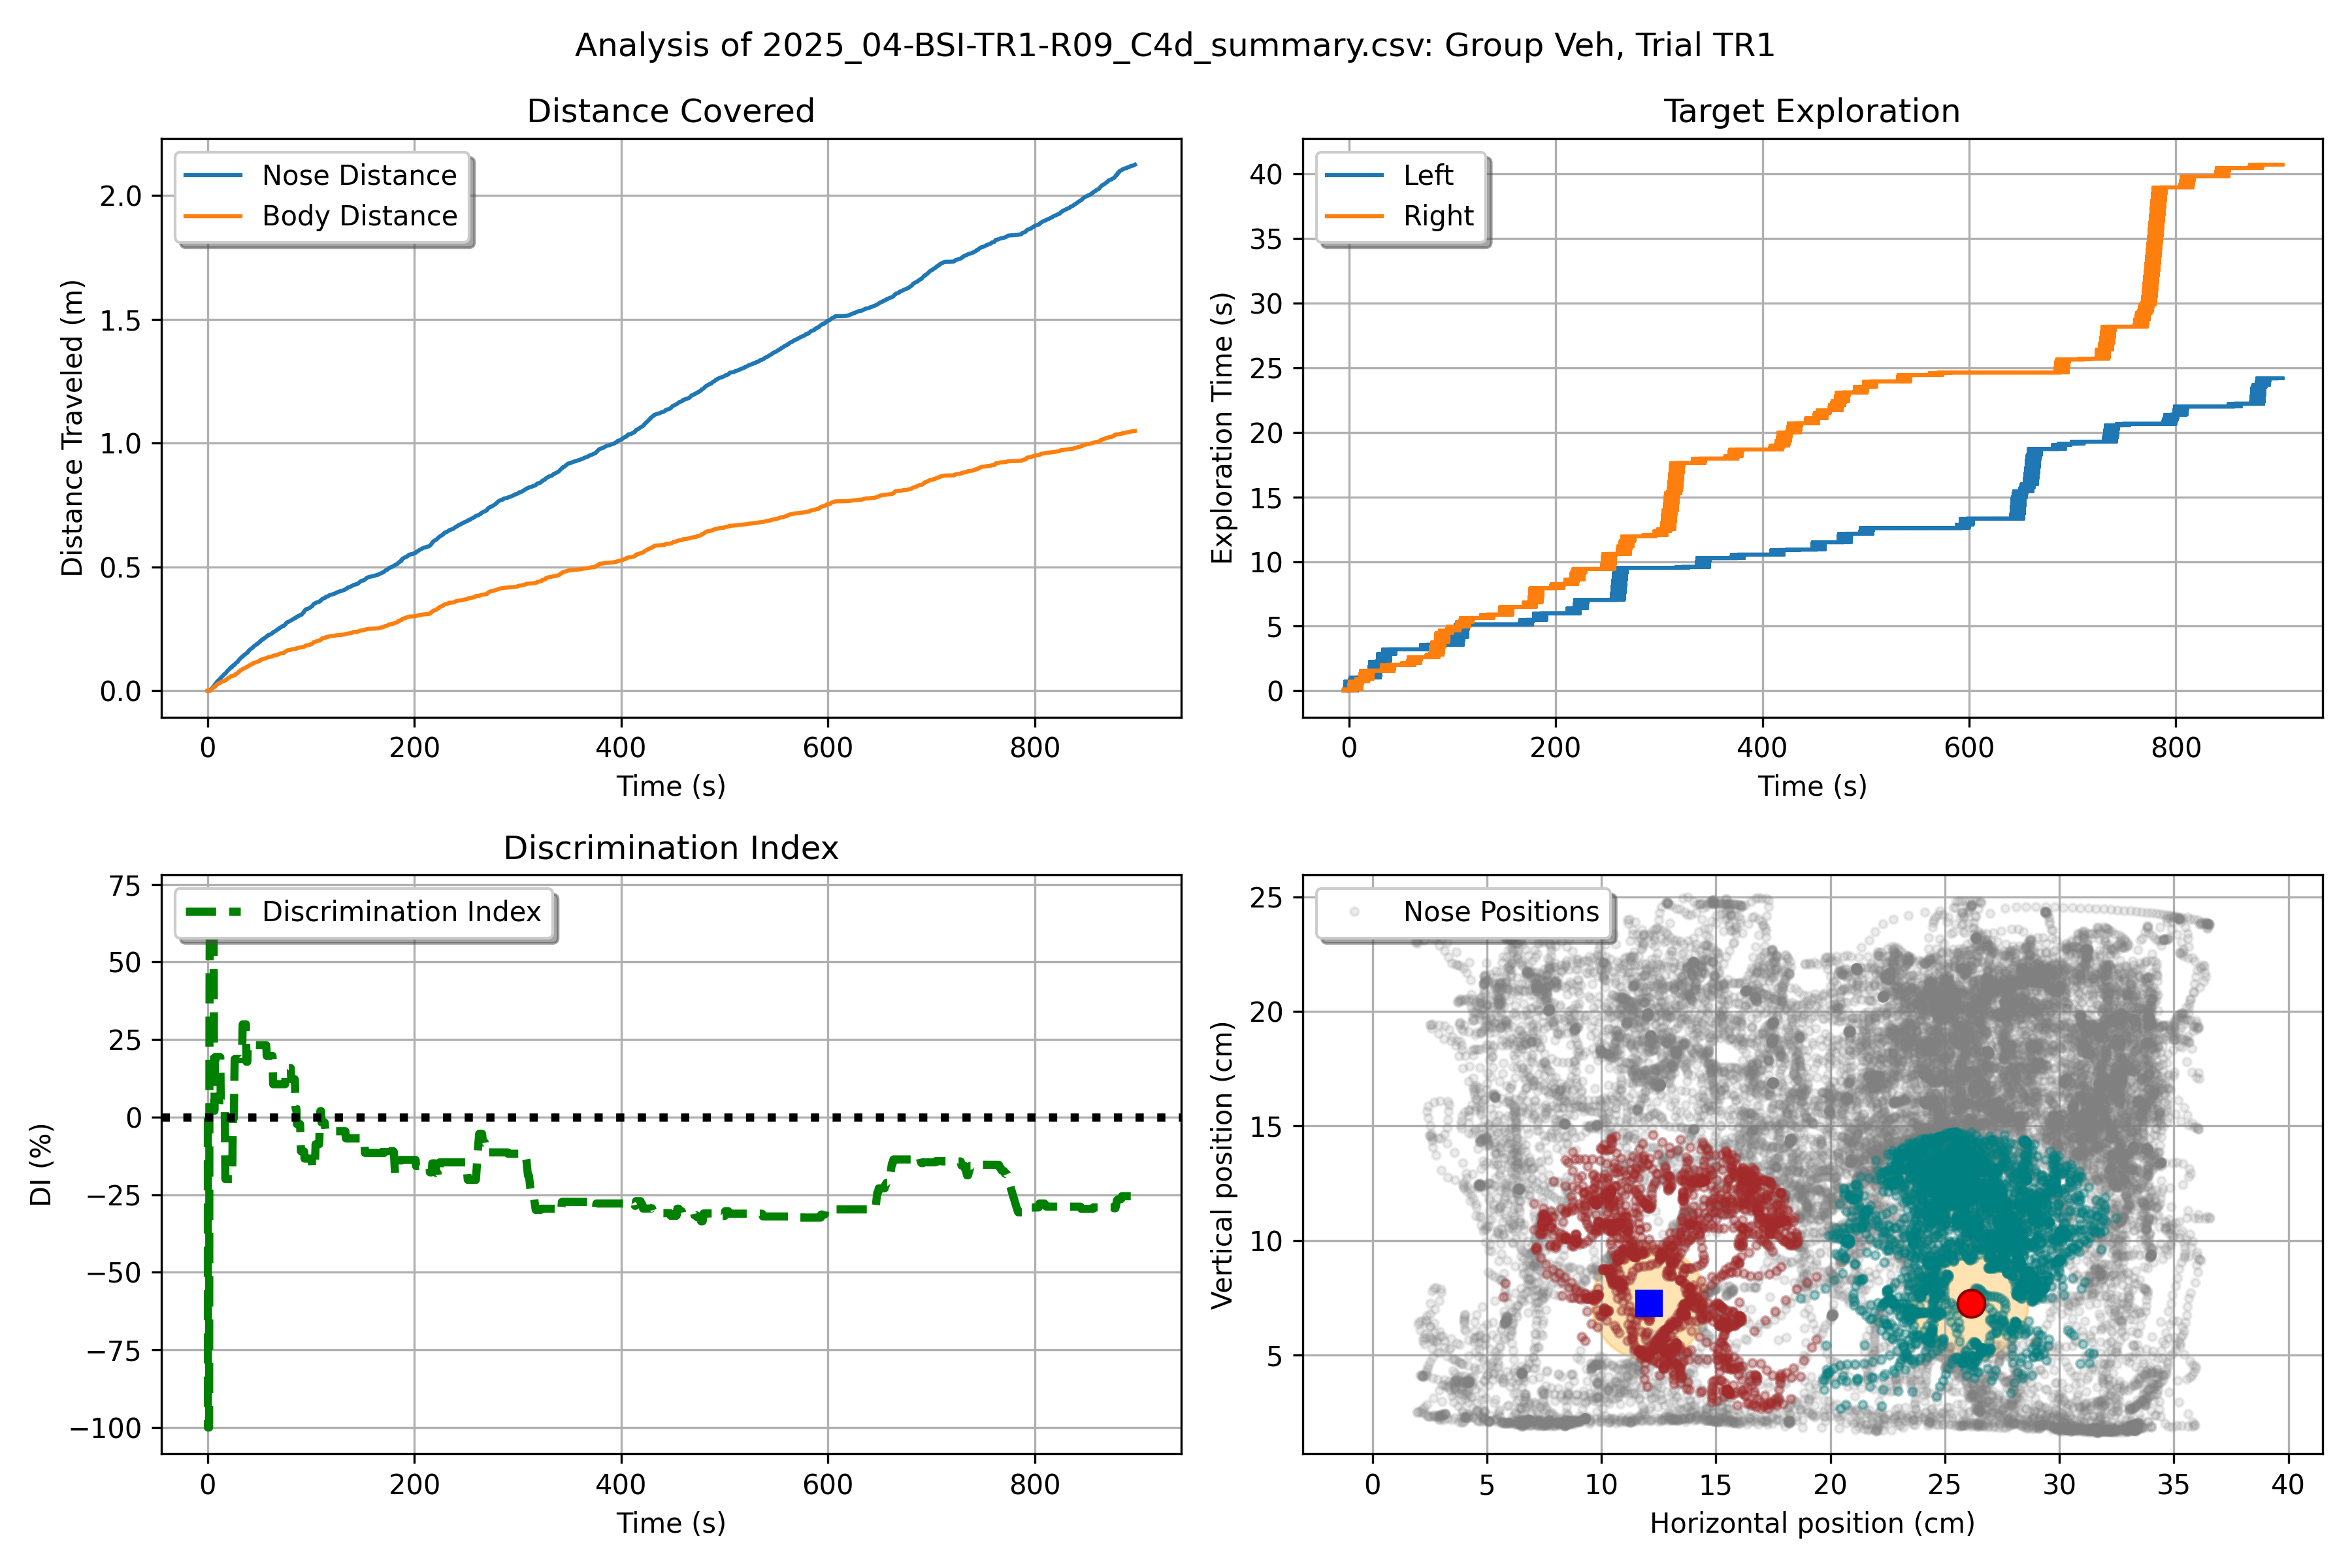 Analysis of 2025_04-BSI-TR1-R09_C4d_summary.csv: Group Veh, Trial TR1
Distance Covered
Nose Distance
Body Distance
Distance Traveled (m)
2.0
1.5
1.0
0.5
0.0
0 200 400 600 800
Time (s)
Target Exploration
Left
Right
Exploration Time (s)
40
35
30
25
20
15
10
5
0
0 200 400 600 800
Time (s)
Discrimination Index
Discrimination Index
DI (%)
75
50
25
0
−25
−50
−75
−100
0 200 400 600 800
Time (s)
Nose Positions
Vertical position (cm)
25
20
15
10
5
0 5 10 15 20 25 30 35 40
Horizontal position (cm)